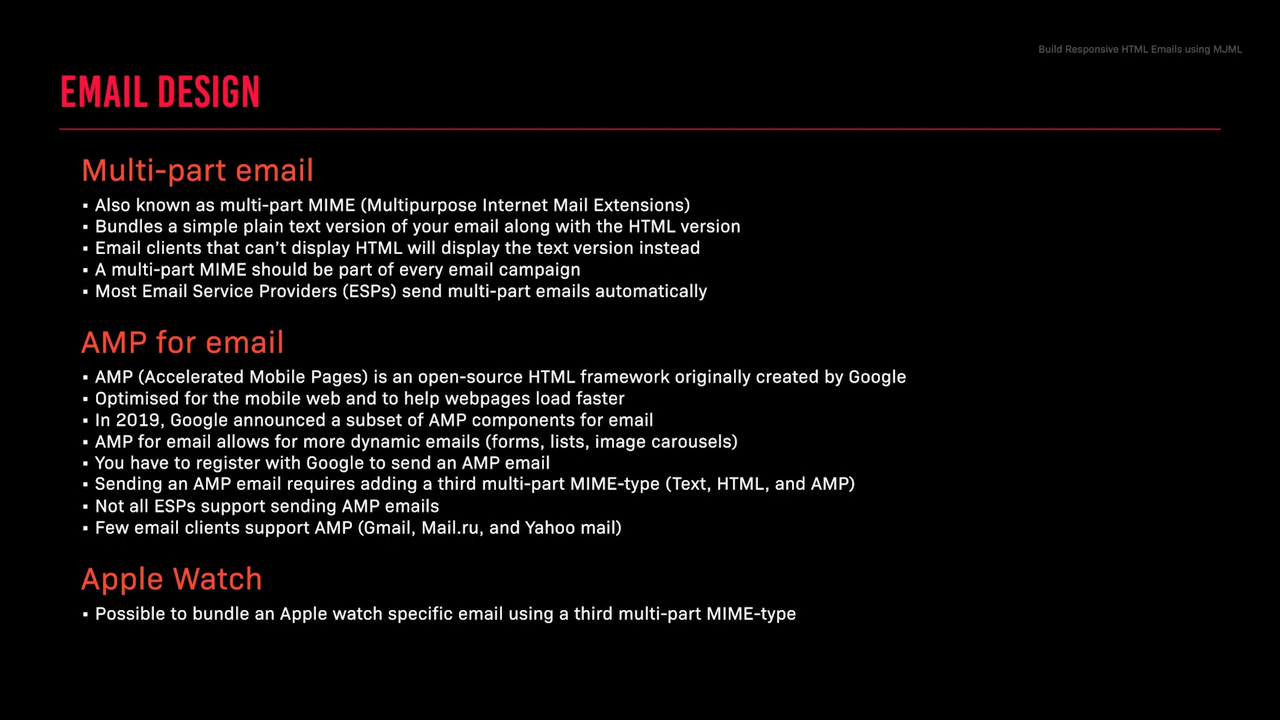 Build Responsive HTML Emails using MJML
EMAIL DESIGN
Multi-part email
▪ Also known as multi-part MIME (Multipurpose Internet Mail Extensions)
▪ Bundles a simple plain text version of your email along with the HTML version
▪ Email clients that can’t display HTML will display the text version instead
▪ A multi-part MIME should be part of every email campaign
▪ Most Email Service Providers (ESPs) send multi-part emails automatically
AMP for email
▪ AMP (Accelerated Mobile Pages) is an open-source HTML framework originally created by Google
▪ Optimised for the mobile web and to help webpages load faster
▪ In 2019, Google announced a subset of AMP components for email
▪ AMP for email allows for more dynamic emails (forms, lists, image carousels)
▪ You have to register with Google to send an AMP email
▪ Sending an AMP email requires adding a third multi-part MIME-type (Text, HTML, and AMP)
▪ Not all ESPs support sending AMP emails
▪ Few email clients support AMP (Gmail, Mail.ru, and Yahoo mail)
Apple Watch
▪ Possible to bundle an Apple watch specific email using a third multi-part MIME-type